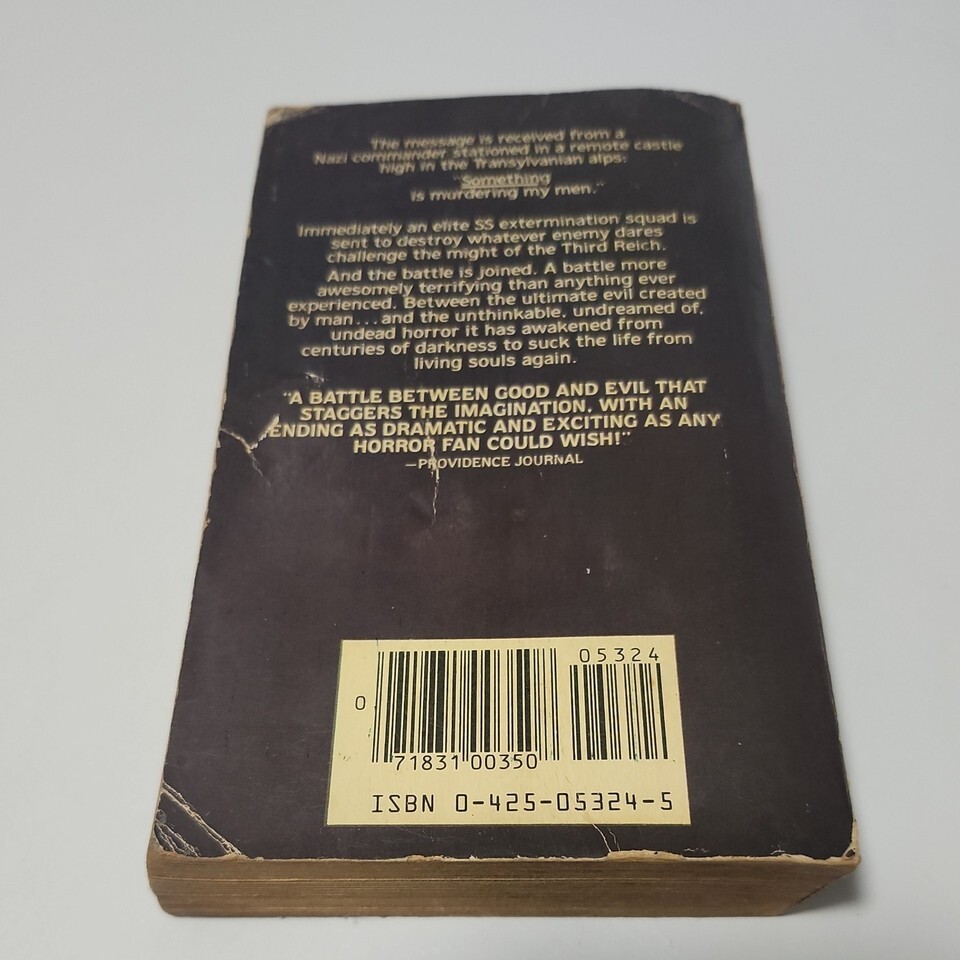 The message is received from a
Nazi commander stationed in a remote castle
high in the Transylvanian alps:
"Something
is murdering my men."
Immediately an elite SS extermination squad is
sent to destroy whatever enemy dares
challenge the might of the Third Reich.
And the battle is joined. A battle more
awesomely terrifying than anything ever
experienced. Between the ultimate evil created
by man...and the unthinkable, undreamed of,
undead horror it has awakened from
centuries of darkness to suck the life from
living souls again.
"A BATTLE BETWEEN GOOD AND EVIL THAT
STAGGERS THE IMAGINATION, WITH AN
ENDING AS DRAMATIC AND EXCITING AS ANY
HORROR FAN COULD WISH!"
—PROVIDENCE JOURNAL
05324
0
71831 00350
ISBN 0-425-05324-5